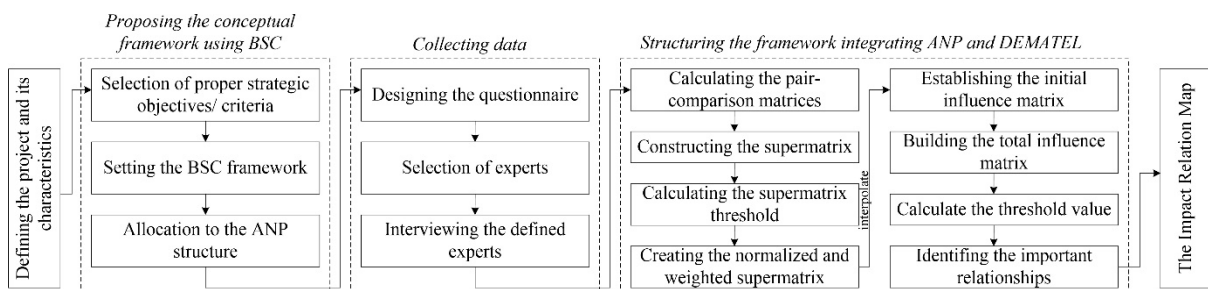 Defining the project and its
characteristics
Proposing the conceptual
framework using BSC
Selection of proper strategic
objectives/ criteria
Setting the BSC framework
Allocation to the ANP
structure
Collecting data
Designing the questionnaire
Selection of experts
Interviewing the defined
experts
Structuring the framework integrating ANP and DEMATEL
Calculating the pair-
comparison matrices
Constructing the supermatrix
Calculating the supermatrix
threshold
Creating the normalized and
weighted supermatrix
interpolate
Establishing the initial
influence matrix
Building the total influence
matrix
Calculate the threshold value
Identifing the important
relationships
The Impact Relation Map